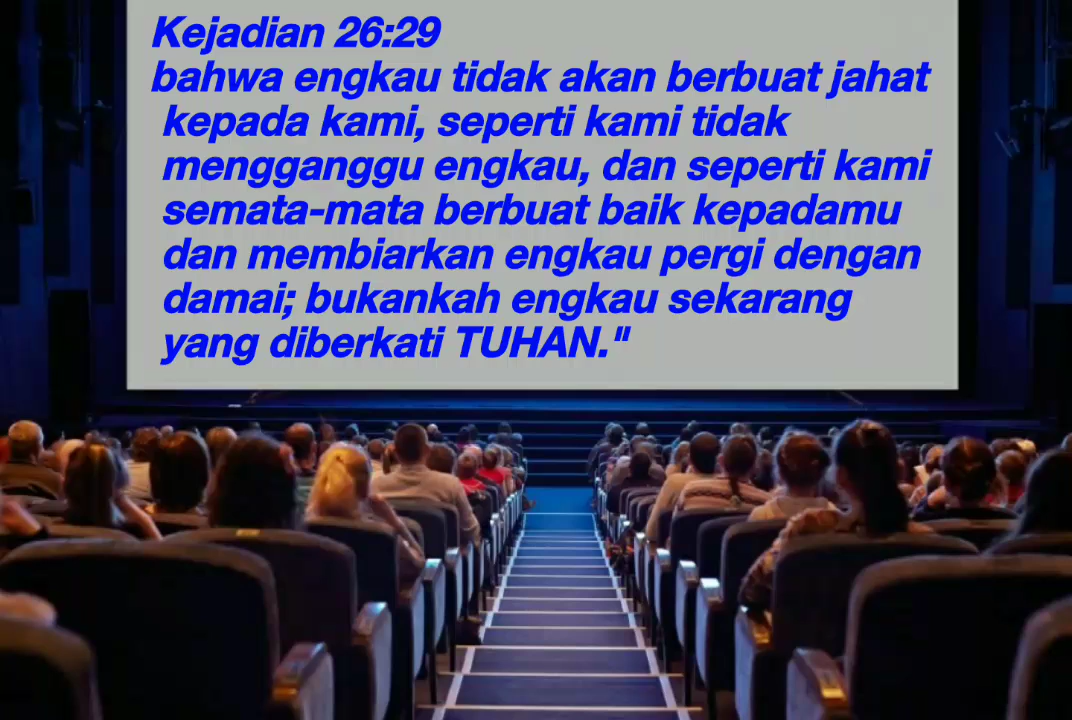 Kejadian 26:29
bahwa engkau tidak akan berbuat jahat
kepada kami, seperti kami tidak
mengganggu engkau, dan seperti kami
semata-mata berbuat baik kepadamu
dan membiarkan engkau pergi dengan
damai; bukankah engkau sekarang
yang diberkati TUHAN."